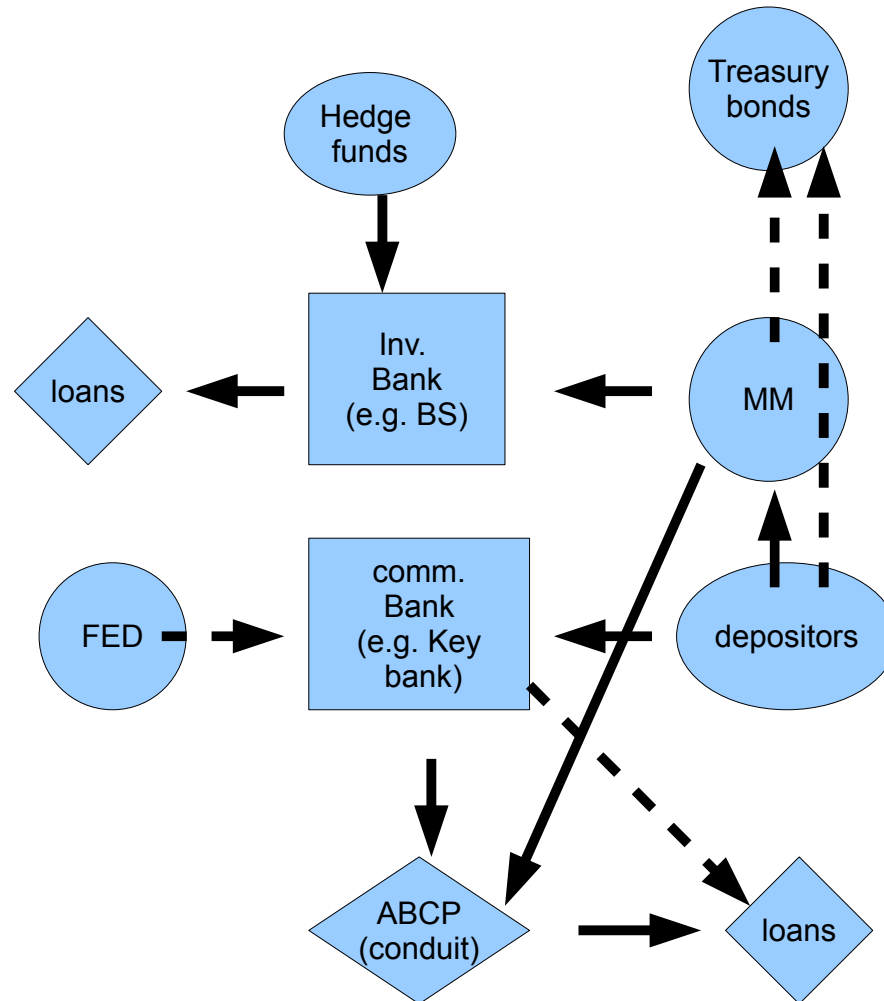 Treasury
bonds
Hedge
funds
Inv.
Bank
(e.g. BS)
loans
MM
comm.
Bank
(e.g. Key
bank)
FED
depositors
ABCP
(conduit)
loans